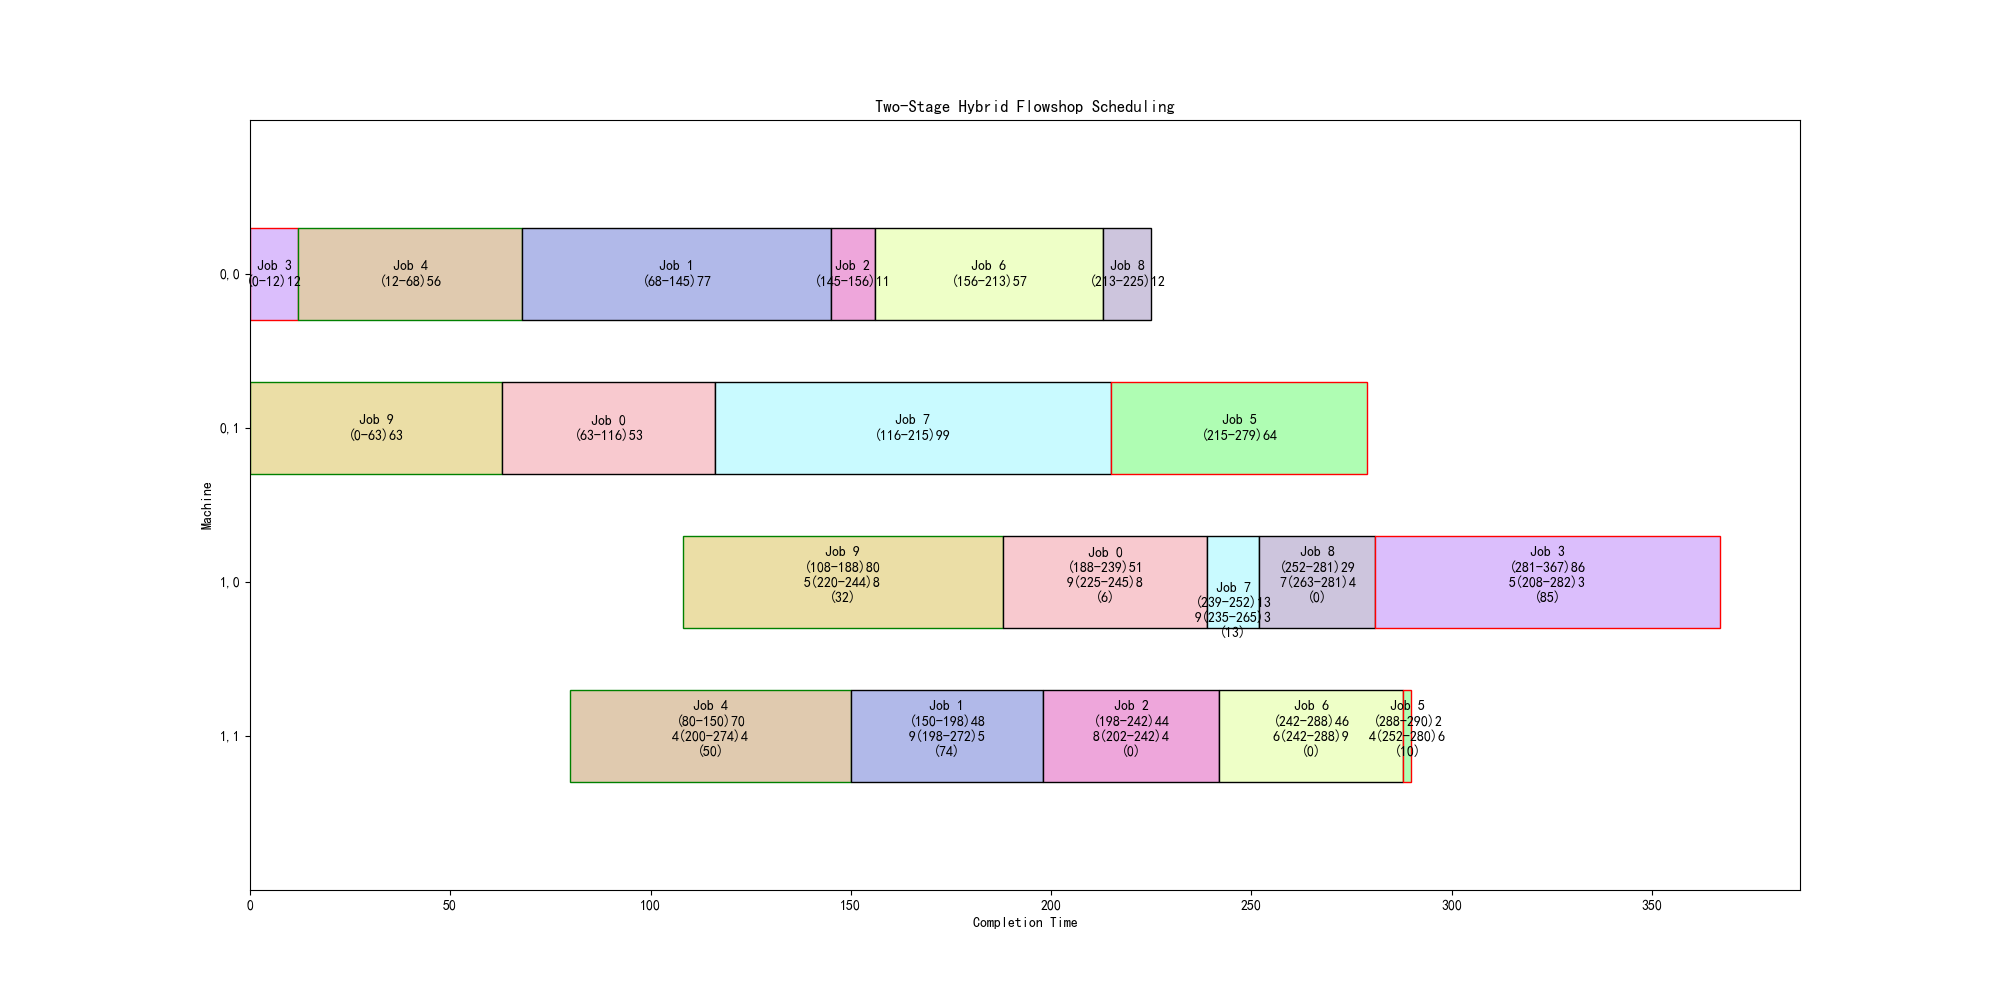 Two-Stage Hybrid Flowshop Scheduling
0,0
Job 3
(0-12)12
Job 4
(12-68)56
Job 1
(68-145)77
Job 2
(145-156)11
Job 6
(156-213)57
Job 8
(213-225)12
0,1
Job 9
(0-63)63
Job 0
(63-116)53
Job 7
(116-215)99
Job 5
(215-279)64
Machine
1,0
Job 9
(108-188)80
5(220-244)8
(32)
Job 0
(188-239)51
9(225-245)8
(6)
Job 7
(239-252)13
9(235-265)3
(13)
Job 8
(252-281)29
7(263-281)4
(0)
Job 3
(281-367)86
5(208-282)3
(85)
1,1
Job 4
(80-150)70
4(200-274)4
(50)
Job 1
(150-198)48
9(198-272)5
(74)
Job 2
(198-242)44
8(202-242)4
(0)
Job 6
(242-288)46
6(242-288)9
(0)
Job 5
(288-290)2
4(252-280)6
(10)
0
50
100
150
200
250
300
350
Completion Time